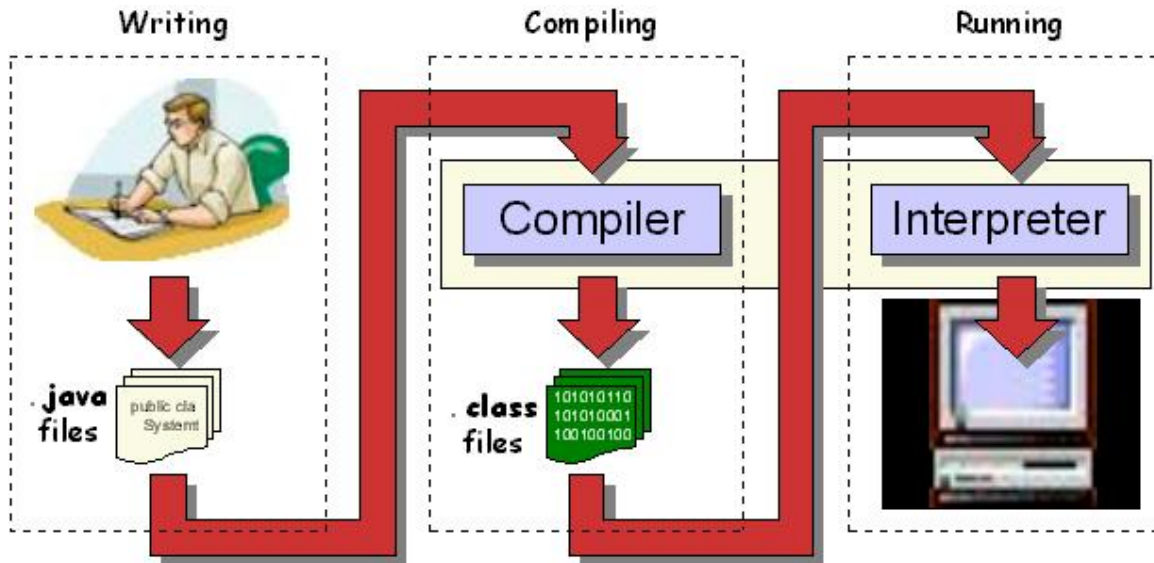 Writing
Compiling
Running
Compiler
Interpreter
.java
files
public cla
Systemt
.class
files
101010110
101010001
100100100